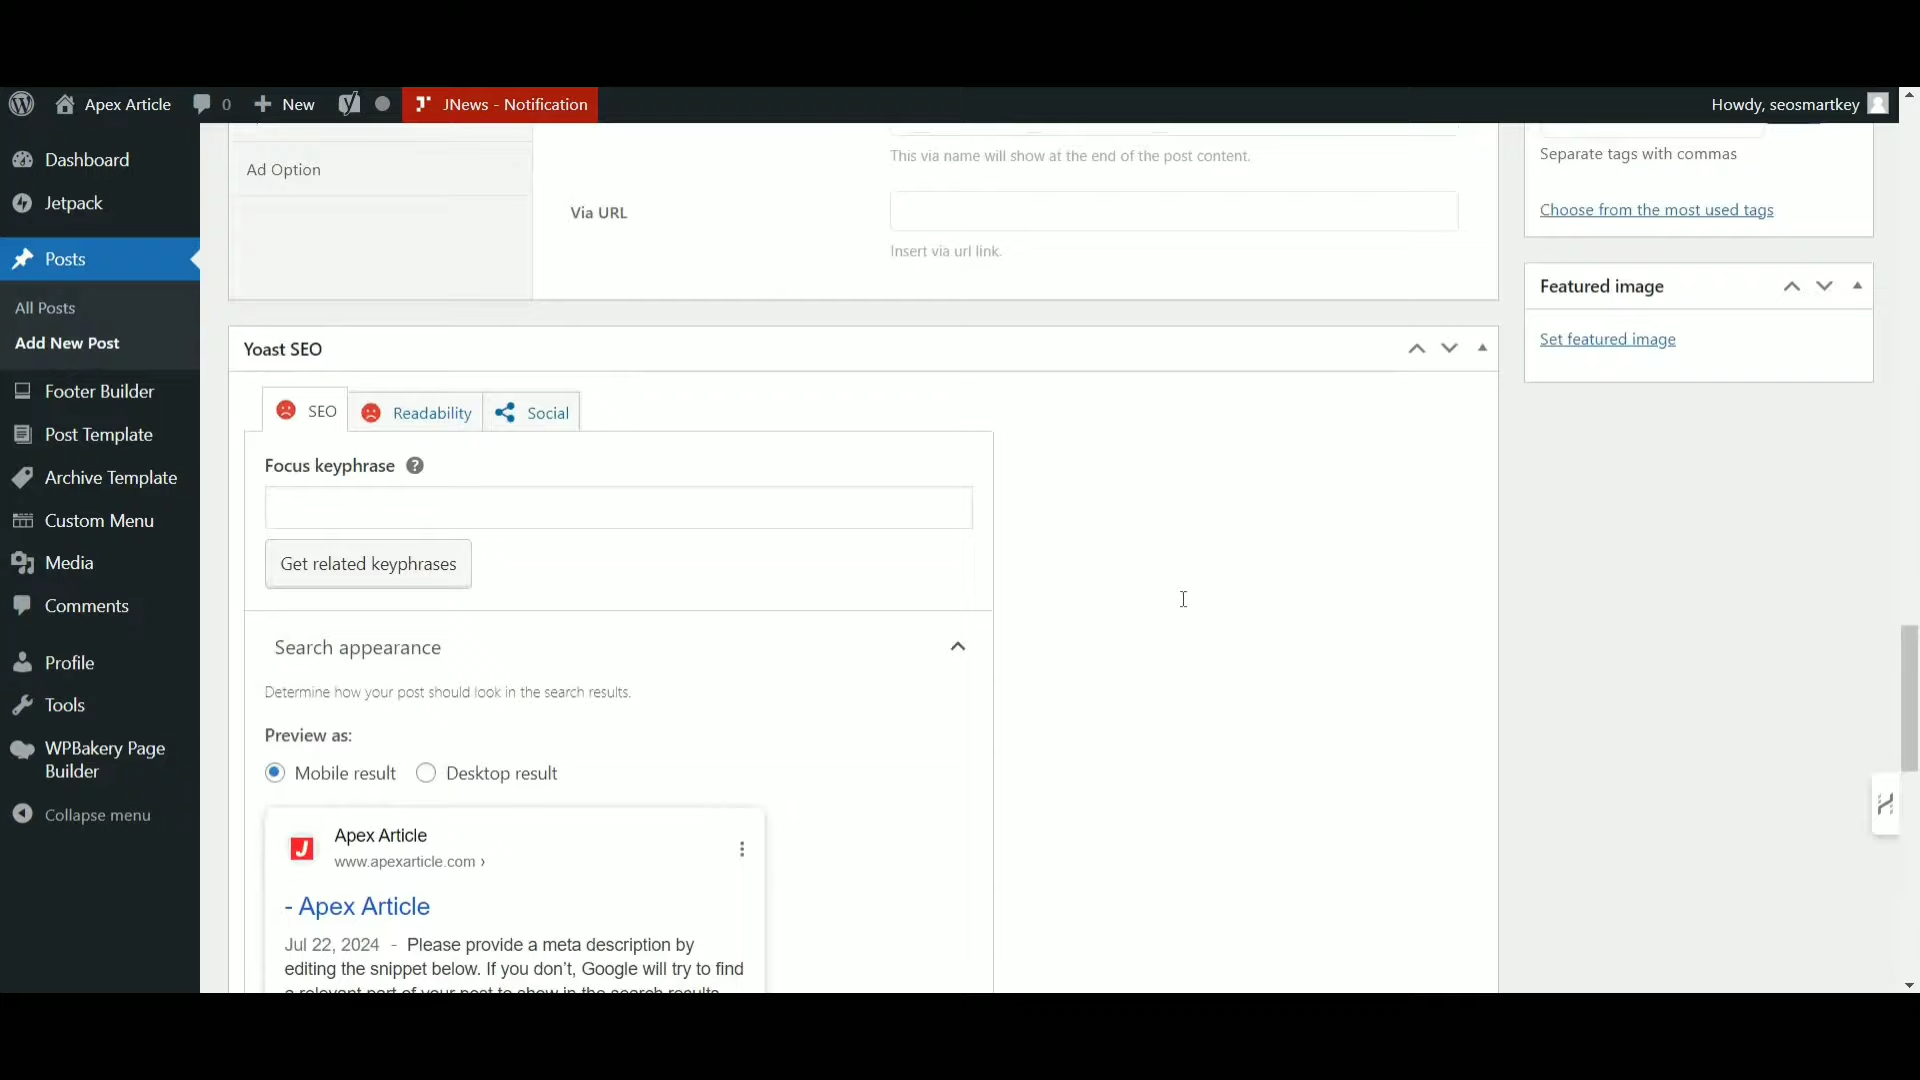 Apex Article
0
New
JNews - Notification
Howdy, seosmartkey
Dashboard
Jetpack
Posts
All Posts
Add New Post
Footer Builder
Post Template
Archive Template
Custom Menu
Media
Comments
Profile
Tools
WPBakery Page
Builder
Collapse menu
Ad Option
This via name will show at the end of the post content.
Via URL
Insert via url link.
Yoast SEO
SEO
Readability
Social
Focus keyphrase
Get related keyphrases
Search appearance
Determine how your post should look in the search results.
Preview as:
Mobile result
Desktop result
Apex Article
www.apexarticle.com ›
- Apex Article
Jul 22, 2024 - Please provide a meta description by
editing the snippet below. If you don't, Google will try to find
a relevant part of your post to show in the search results.
Separate tags with commas
Choose from the most used tags
Featured image
Set featured image